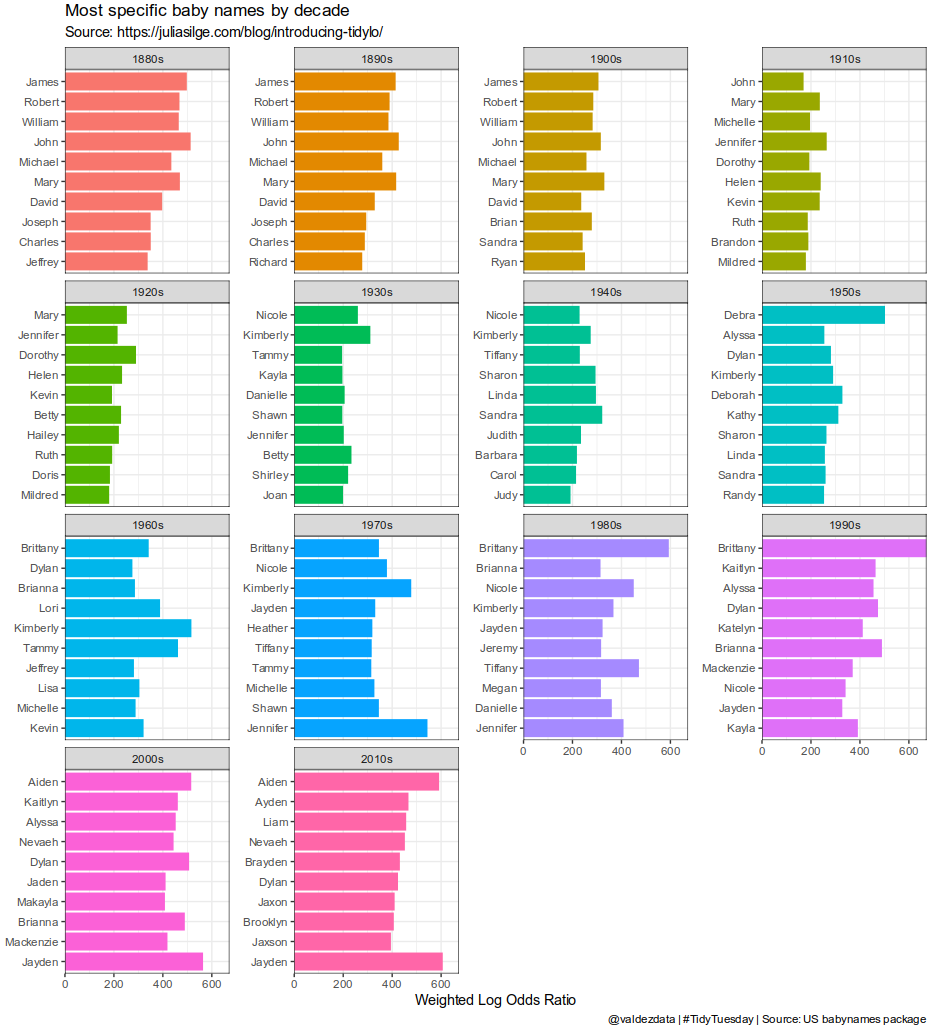 Most specific baby names by decade
Source: https://juliasilge.com/blog/introducing-tidylo/
1880s
James
Robert
William
John
Michael
Mary
David
Joseph
Charles
Jeffrey
1890s
James
Robert
William
John
Michael
Mary
David
Joseph
Charles
Richard
1900s
James
Robert
William
John
Michael
Mary
David
Brian
Sandra
Ryan
1910s
John
Mary
Michelle
Jennifer
Dorothy
Helen
Kevin
Ruth
Brandon
Mildred
1920s
Mary
Jennifer
Dorothy
Helen
Kevin
Betty
Hailey
Ruth
Doris
Mildred
1930s
Nicole
Kimberly
Tammy
Kayla
Danielle
Shawn
Jennifer
Betty
Shirley
Joan
1940s
Nicole
Kimberly
Tiffany
Sharon
Linda
Sandra
Judith
Barbara
Carol
Judy
1950s
Debra
Alyssa
Dylan
Kimberly
Deborah
Kathy
Sharon
Linda
Sandra
Randy
1960s
Brittany
Dylan
Brianna
Lori
Kimberly
Tammy
Jeffrey
Lisa
Michelle
Kevin
1970s
Brittany
Nicole
Kimberly
Jayden
Heather
Tiffany
Tammy
Michelle
Shawn
Jennifer
1980s
Brittany
Brianna
Nicole
Kimberly
Jayden
Jeremy
Tiffany
Megan
Danielle
Jennifer
0 200 400 600
1990s
Brittany
Kaitlyn
Alyssa
Dylan
Katelyn
Brianna
Mackenzie
Nicole
Jayden
Kayla
0 200 400 600
2000s
Aiden
Kaitlyn
Alyssa
Nevaeh
Dylan
Jaden
Makayla
Brianna
Mackenzie
Jayden
0 200 400 600
2010s
Aiden
Ayden
Liam
Nevaeh
Brayden
Dylan
Jaxon
Brooklyn
Jaxson
Jayden
0 200 400 600
Weighted Log Odds Ratio
@valdezdata | #TidyTuesday | Source: US babynames package